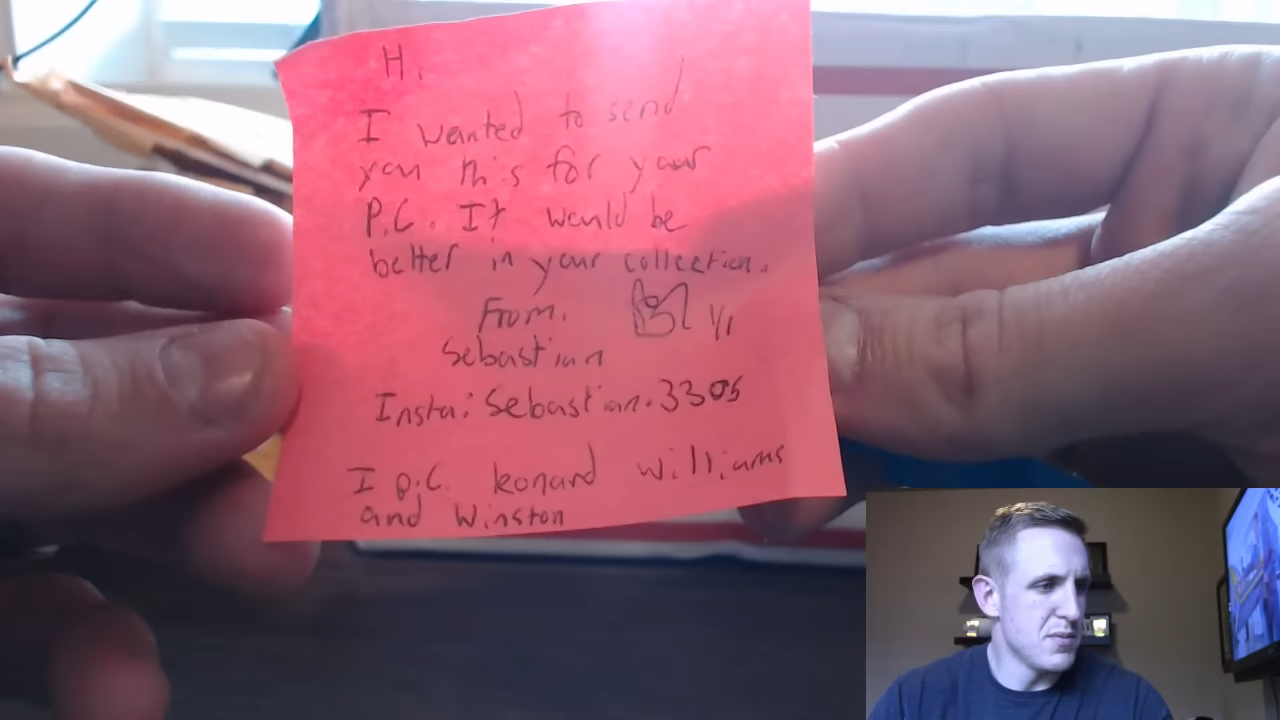 Hi
I wanted to send
you this for your
P.C. It would be
better in your collection.
From.
1/1
Sebastian
Insta: Sebastian.3305
I p.C. Leonard Williams
and Winston